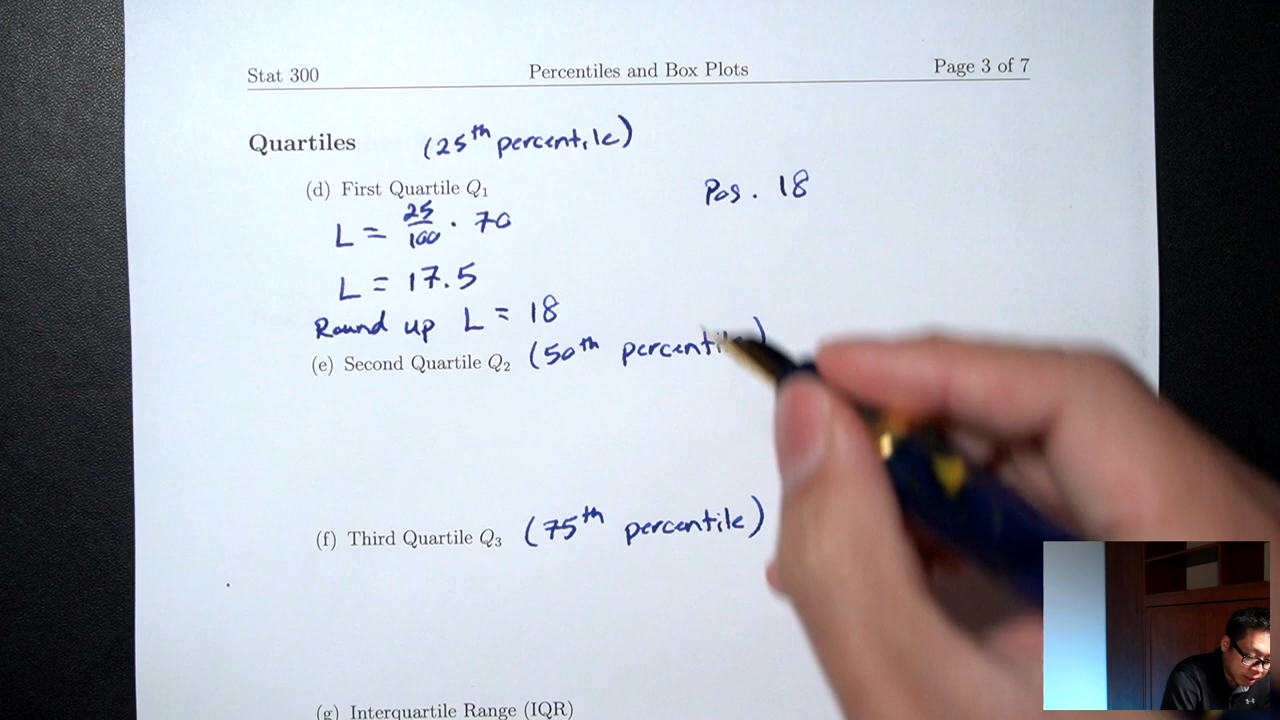 Stat 300 Percentiles and Box Plots Page 3 of 7
Quartiles (25th percentile)
(d) First Quartile Q1
Pos. 18
L = 25/100 · 70
L = 17.5
Round up L = 18
(e) Second Quartile Q2 (50th
(f) Third Quartile Q3 (75th percentile)
(g) Interquartile Range (IQR)